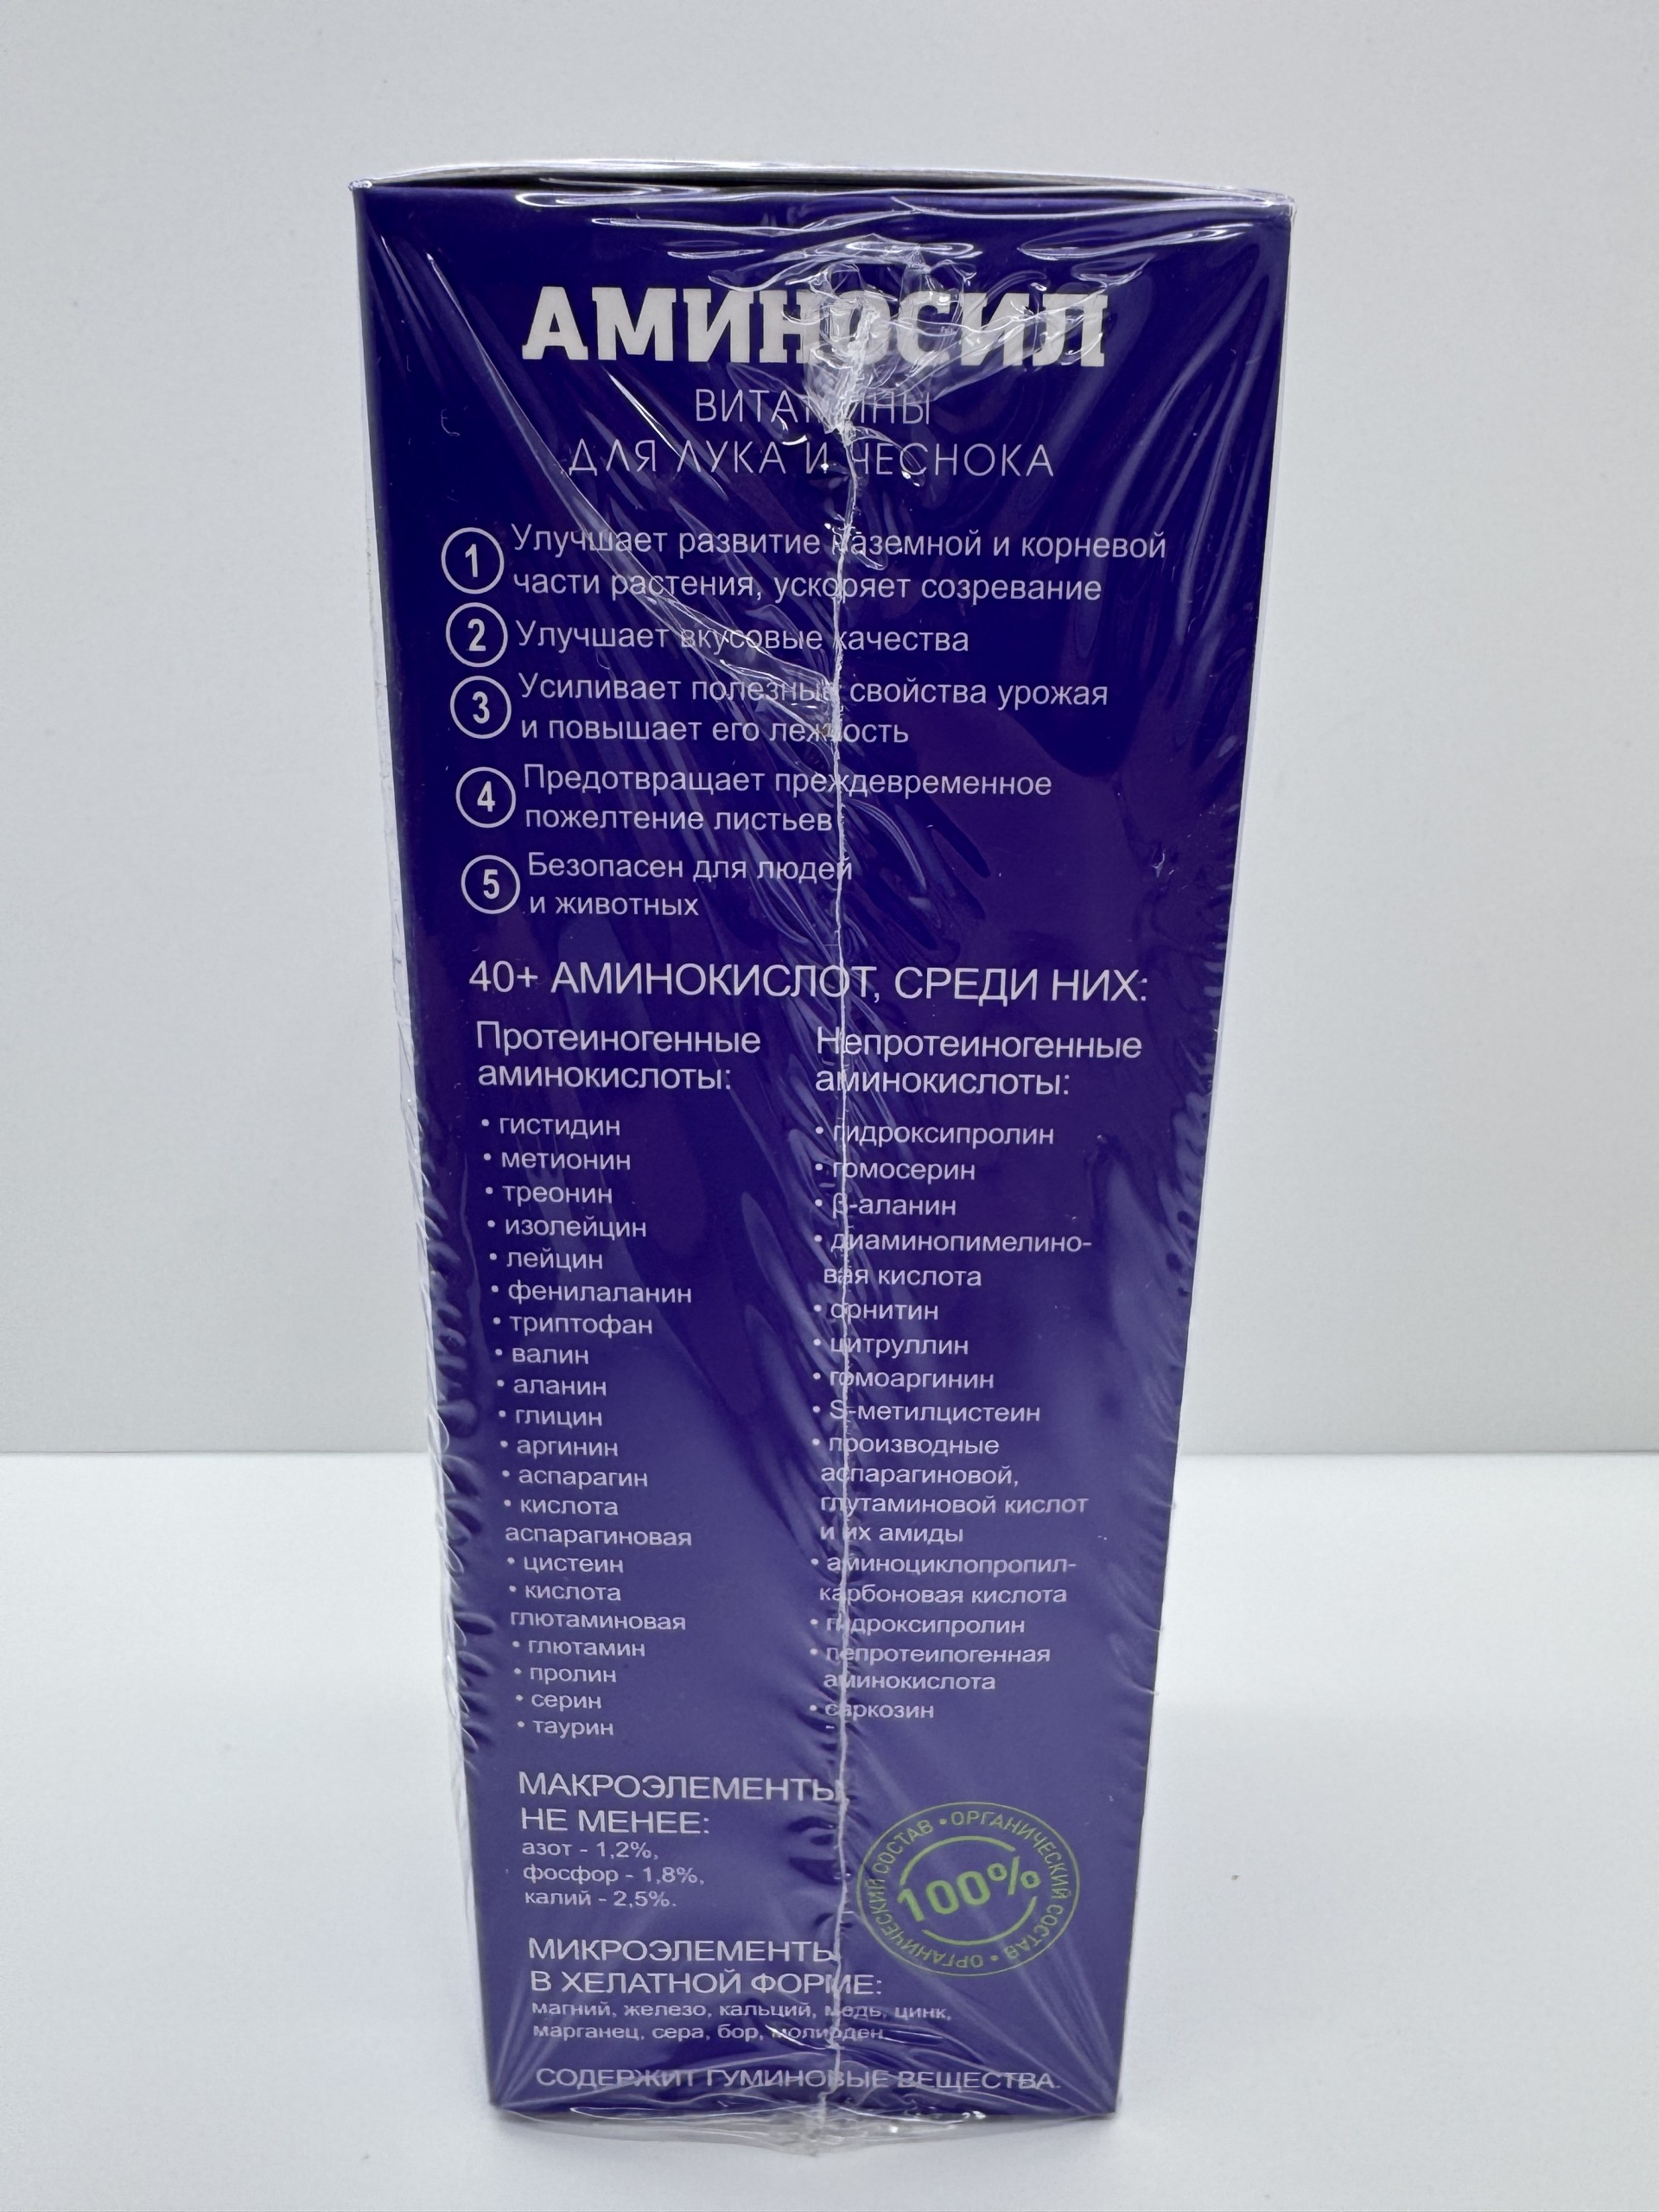 АМИНОСИЛ
ВИТАМИНЫ
ДЛЯ ЛУКА И ЧЕСНОКА
1 Улучшает развитие наземной и корневой
части растения, ускоряет созревание
2 Улучшает вкусовые качества
3 Усиливает полезные свойства урожая
и повышает его лежкость
4 Предотвращает преждевременное
пожелтение листьев
5 Безопасен для людей
и животных
40+ АМИНОКИСЛОТ, СРЕДИ НИХ:
Протеиногенные
аминокислоты:
• гистидин
• метионин
• треонин
• изолейцин
• лейцин
• фенилаланин
• триптофан
• валин
• аланин
• глицин
• аргинин
• аспарагин
• кислота
аспарагиновая
• цистеин
• кислота
глютаминовая
• глютамин
• пролин
• серин
• таурин
Непротеиногенные
аминокислоты:
• гидроксипролин
• гомосерин
• β-аланин
• диаминопимелино-
вая кислота
• орнитин
• цитруллин
• гомоаргинин
• S-метилцистеин
• производные
аспарагиновой,
глутаминовой кислот
и их амиды
• аминоциклопропил-
карбоновая кислота
• гидроксипролин
• непротеипогенная
аминокислота
• саркозин
МАКРОЭЛЕМЕНТЫ
НЕ МЕНЕЕ:
азот - 1,2%,
фосфор - 1,8%,
калий - 2,5%.
ОРГАНИЧЕСКИЙ СОСТАВ • ОРГАНИЧЕСКИЙ СОСТАВ •
100%
МИКРОЭЛЕМЕНТЫ
В ХЕЛАТНОЙ ФОРМЕ:
магний, железо, кальций, медь, цинк,
марганец, сера, бор, молибден
СОДЕРЖИТ ГУМИНОВЫЕ ВЕЩЕСТВА.